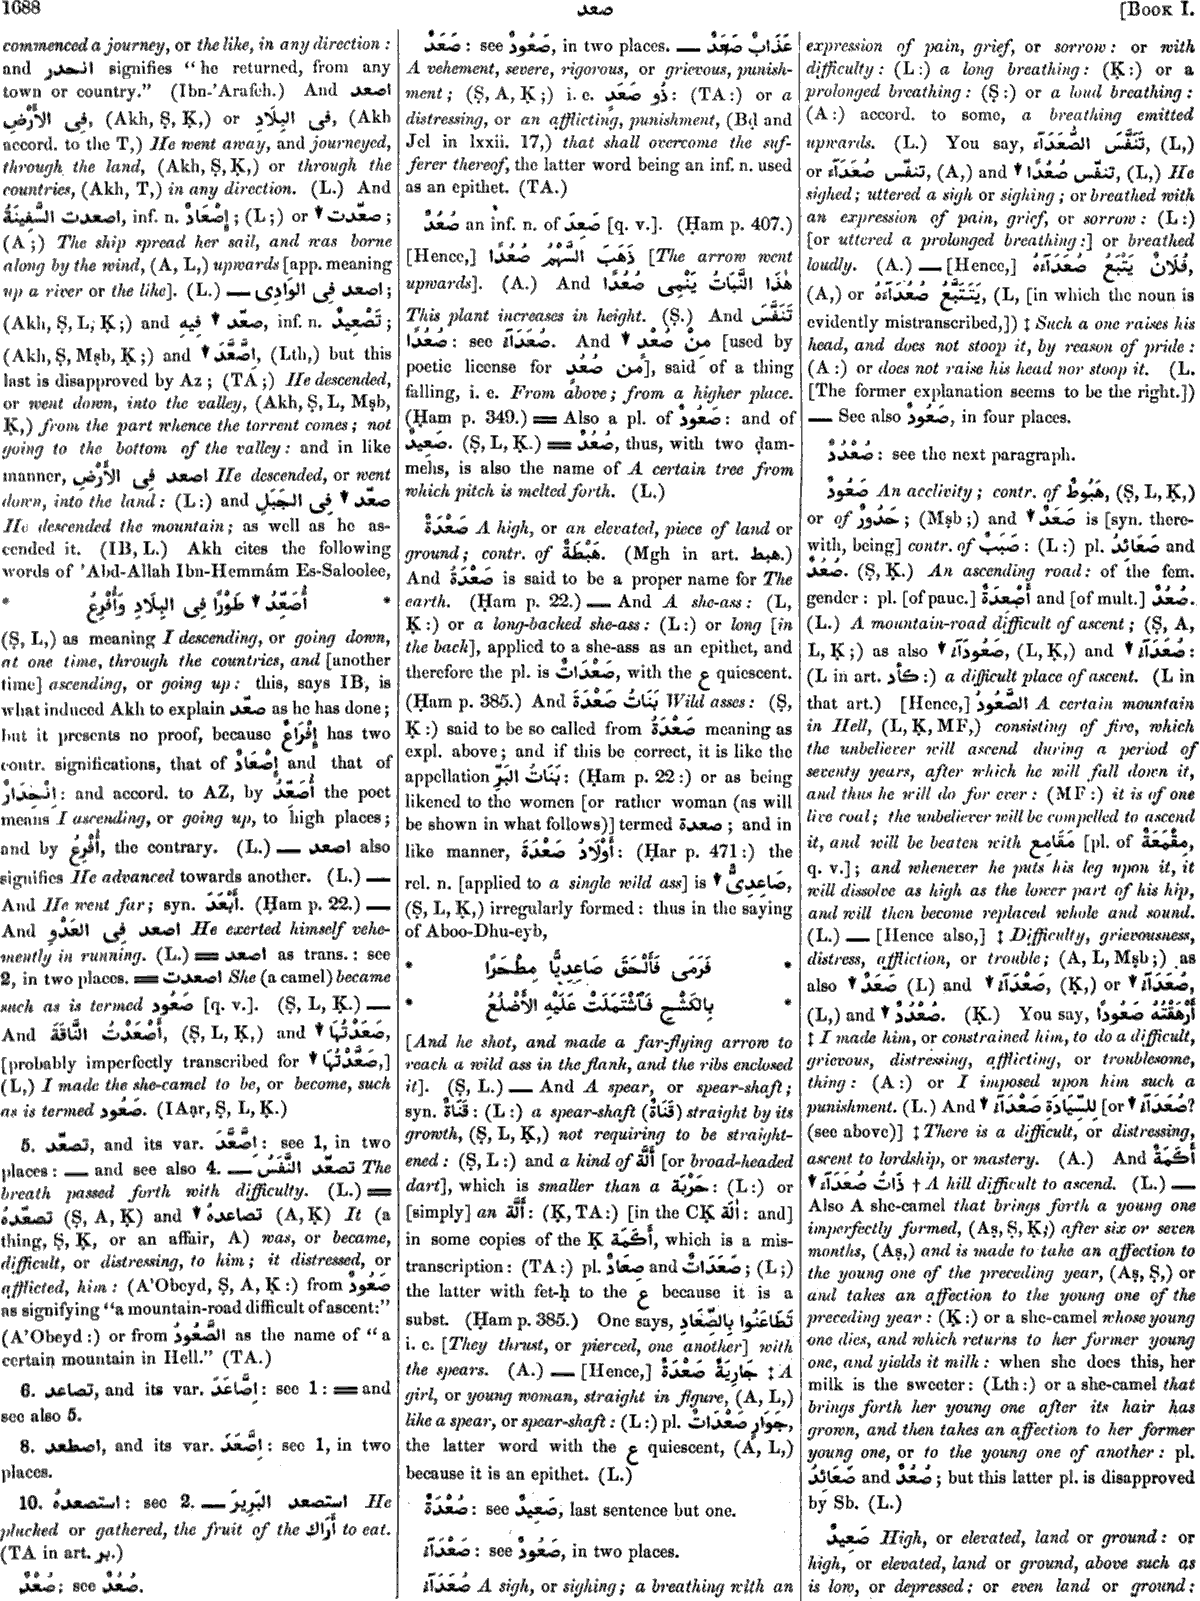 1688
صعد
[Book I.
commenced a journey, or the like, in any direction:
and انحدر signifies "he returned, from any
town or country." (Ibn-'Arafeh.) And اصعد
فِى الأَرْضِ, (Akh, Ṣ, Ḳ,) or فِى البِلَادِ, (Akh
accord. to the T,) He went away, and journeyed,
through the land, (Akh, Ṣ, Ḳ,) or through the
countries, (Akh, T,) in any direction. (L.) And
اصعدت السَّفِينَةُ, inf. n. إِصْعَادٌ; (L;) or ▼ صعّدت;
(A;) The ship spread her sail, and was borne
along by the wind, (A, L,) upwards [app. meaning
up a river or the like]. (L.) — اصعد فِى الوَادِى;
(Akh, Ṣ, L, Ḳ;) and ▼ صعّد فِيهِ, inf. n. تَصْعِيدٌ;
(Akh, Ṣ, Mṣb, Ḳ;) and ▼ اِصَّعَّدَ, (Lth,) but this
last is disapproved by Az; (TA;) He descended,
or went down, into the valley, (Akh, Ṣ, L, Mṣb,
Ḳ,) from the part whence the torrent comes; not
going to the bottom of the valley: and in like
manner, اصعد فِى الأَرْضِ He descended, or went
down, into the land: (L:) and صعّد ▼ فِى الجَبَلِ
He descended the mountain; as well as he as-
cended it. (IB, L.) Akh cites the following
words of 'Abd-Allah Ibn-Hemmám Es-Saloolee,
* أُصَعِّدُ ▼ طَوْرًا فِى البِلَادِ وَأُفْرِعُ *
(Ṣ, L,) as meaning I descending, or going down,
at one time, through the countries, and [another
time] ascending, or going up: this, says IB, is
what induced Akh to explain صعّد as he has done;
but it presents no proof, because إِفْرَاعٌ has two
contr. significations, that of إِصْعَادٌ and that of
اِنْحِدَارٌ: and accord. to AZ, by أُصَعِّدُ the poet
means I ascending, or going up, to high places;
and by أُفْرِعُ, the contrary. (L.) — اصعد also
signifies He advanced towards another. (L.) —
And He went far; syn. أَبْعَدَ. (Ḥam p. 22.) —
And اصعد فِى العَدْوِ He exerted himself vehe-
mently in running. (L.) = اصعد as trans.: see
2, in two places. = اصعدت She (a camel) became
such as is termed صَعُود [q. v.]. (Ṣ, L, Ḳ.) —
And أَصْعَدْتُ النَّاقَةَ, (Ṣ, L, Ḳ,) and ▼ صَعَدْتُهَا,
[probably imperfectly transcribed for ▼ صَعَّدْتُهَا,]
(L,) I made the she-camel to be, or become, such
as is termed صَعُود. (IAạr, Ṣ, L, Ḳ.)
5. تصعّد, and its var. اِصَّعَّدَ: see 1, in two
places: — and see also 4. — تصعّد النَّفَسُ The
breath passed forth with difficulty. (L.) =
تصعّدهُ (Ṣ, A, Ḳ) and ▼ تصاعدهُ (A, Ḳ) It (a
thing, Ṣ, Ḳ, or an affair, A) was, or became,
difficult, or distressing, to him; it distressed, or
afflicted, him: (A'Obeyd, Ṣ, A, Ḳ:) from صَعُودٌ
as signifying "a mountain-road difficult of ascent:"
(A'Obeyd:) or from الصَّعُودُ as the name of "a
certain mountain in Hell." (TA.)
6. تصاعد, and its var. اِصَّاعَدَ: see 1: = and
see also 5.
8. اصطعد, and its var. اِصَّعَدَ: see 1, in two
places.
10. استصعدهُ: see 2. — استصعد البَرِيرَ He
plucked or gathered, the fruit of the أَرَاك to eat.
(TA in art. بر.)
صُعْدٌ; see صُعُدٌ.
صَعَدٌ: see صَعُودٌ, in two places. — عَذَابٌ صَعَدٌ
A vehement, severe, rigorous, or grievous, punish-
ment; (Ṣ, A, Ḳ;) i. e. ذُو صَعَدٍ: (TA:) or a
distressing, or an afflicting, punishment, (Bḍ and
Jel in lxxii. 17,) that shall overcome the suf-
ferer thereof, the latter word being an inf. n. used
as an epithet. (TA.)
صُعُدٌ an inf. n. of صَعِدَ [q. v.]. (Ḥam p. 407.)
[Hence,] ذَهَبَ السَّهْمُ صُعُدًا [The arrow went
upwards]. (A.) And هٰذَا النَّبَاتُ يَنْمِى صُعُدًا
This plant increases in height. (Ṣ.) And تَنَفَّسَ
صُعُدًا: see صُعَدَآءُ. And ▼ مِنْ صُعْدٍ [used by
poetic license for من صُعُدٍ], said of a thing
falling, i. e. From above; from a higher place.
(Ḥam p. 349.) = Also a pl. of صَعُودٌ: and of
صَعِيدٌ. (Ṣ, L, Ḳ.) = صُعُدٌ, thus, with two ḍam-
mehs, is also the name of A certain tree from
which pitch is melted forth. (L.)
صَعْدَةٌ A high, or an elevated, piece of land or
ground; contr. of هَبْطَةٌ. (Mgh in art. هبط.)
And صَعْدَةُ is said to be a proper name for The
earth. (Ḥam p. 22.) — And A she-ass: (L,
Ḳ:) or a long-backed she-ass: (L:) or long [in
the back], applied to a she-ass as an epithet, and
therefore the pl. is صَعْدَاتٌ, with the ع quiescent.
(Ḥam p. 385.) And بَنَاتُ صَعْدَةَ Wild asses: (Ṣ,
Ḳ:) said to be so called from صَعْدَةُ meaning as
expl. above; and if this be correct, it is like the
appellation بَنَاتُ البَرِّ: (Ḥam p. 22:) or as being
likened to the women [or rather woman (as will
be shown in what follows)] termed صعدة; and in
like manner, أَوْلَادُ صَعْدَةَ: (Ḥar p. 471:) the
rel. n. [applied to a single wild ass] is ▼ صَاعِدِىٌّ,
(Ṣ, L, Ḳ,) irregularly formed: thus in the saying
of Aboo-Dhu-eyb,
* فَرَمَى فَأَلْحَقَ صَاعِدِيًّا مِطْحَرًا *
* بِالكَشْحِ فَٱشْتَمَلَتْ عَلَيْهِ الأَضْلُعُ *
[And he shot, and made a far-flying arrow to
reach a wild ass in the flank, and the ribs enclosed
it]. (Ṣ, L.) — And A spear, or spear-shaft;
syn. قَنَاةٌ: (L:) a spear-shaft (قَنَاةٌ) straight by its
growth, (Ṣ, L, Ḳ,) not requiring to be straight-
ened: (Ṣ, L:) and a kind of أَلَّة [or broad-headed
dart], which is smaller than a حَرْبَة: (L:) or
[simply] an أَلَّة: (Ḳ, TA:) [in the CḲ اٰلَة: and]
in some copies of the Ḳ أَكَمَة, which is a mis-
transcription: (TA:) pl. صِعَادٌ and صَعَدَاتٌ; (L;)
the latter with fet-ḥ to the ع because it is a
subst. (Ḥam p. 385.) One says, تَطَاعَنُوا بِالصِّعَادِ
i. e. [They thrust, or pierced, one another] with
the spears. (A.) — [Hence,] جَارِيَةٌ صَعْدَةٌ ‡ A
girl, or young woman, straight in figure, (A, L,)
like a spear, or spear-shaft: (L:) pl. جَوَارٍ صَعْدَاتٌ,
the latter word with the ع quiescent, (A, L,)
because it is an epithet. (L.)
صُعْدَةٌ: see صَعِيدٌ, last sentence but one.
صَعْدَآءُ: see صَعُودٌ, in two places.
صُعَدَآءُ A sigh, or sighing; a breathing with an
expression of pain, grief, or sorrow: or with
difficulty: (L:) a long breathing: (Ḳ:) or a
prolonged breathing: (Ṣ:) or a loud breathing:
(A:) accord. to some, a breathing emitted
upwards. (L.) You say, تَنَفَّسَ الصُّعَدَآءَ, (L,)
or تنفّس صُعَدَآءَ, (A,) and ▼ تنفّس صُعُدًا, (L,) He
sighed; uttered a sigh or sighing; or breathed with
an expression of pain, grief, or sorrow: (L:)
[or uttered a prolonged breathing:] or breathed
loudly. (A.) — [Hence,] فُلَانٌ يَتْبَعُ صُعَدَآءَهُ,
(A,) or يَتَتَبَّعُ صُعْدَآءَهُ, (L, [in which the noun is
evidently mistranscribed,]) ‡ Such a one raises his
head, and does not stoop it, by reason of pride:
(A:) or does not raise his head nor stoop it. (L.
[The former explanation seems to be the right.])
— See also صَعُودٌ, in four places.
صُعْدُدٌ: see the next paragraph.
صَعُودٌ An acclivity; contr. of هَبُوطٌ, (Ṣ, L, Ḳ,)
or of حَدُورٌ; (Mṣb;) and ▼ صَعَدٌ is [syn. there-
with, being] contr. of صَبَبٌ: (L:) pl. صَعَائِدُ and
صُعُدٌ. (Ṣ, Ḳ.) An ascending road: of the fem.
gender: pl. [of pauc.] أَصْعِدَةٌ and [of mult.] صُعُدٌ.
(L.) A mountain-road difficult of ascent; (Ṣ, A,
L, Ḳ;) as also ▼ صَعُودَآءُ, (L, Ḳ,) and ▼ صُعَدَآءُ:
(L in art. كأد:) a difficult place of ascent. (L in
that art.) [Hence,] الصَّعُودُ A certain mountain
in Hell, (L, Ḳ, MF,) consisting of fire, which
the unbeliever will ascend during a period of
seventy years, after which he will fall down it,
and thus he will do for ever: (MF:) it is of one
live coal; the unbeliever will be compelled to ascend
it, and will be beaten with مَقَامِع [pl. of مِقْمَعَةٌ,
q. v.]; and whenever he puts his leg upon it, it
will dissolve as high as the lower part of his hip,
and will then become replaced whole and sound.
(L.) — [Hence also,] ‡ Difficulty, grievousness,
distress, affliction, or trouble; (A, L, Mṣb;) as
also ▼ صَعَدٌ (L) and ▼ صَعْدَآءُ, (Ḳ,) or ▼ صُعَدَآءُ,
(L,) and ▼ صُعْدُدٌ. (Ḳ.) You say, أَرْهَقْتُهُ صَعُودًا
‡ I made him, or constrained him, to do a difficult,
grievous, distressing, afflicting, or troublesome,
thing: (A:) or I imposed upon him such a
punishment. (L.) And ▼ لِلسِّيَادَةِ صَعْدَآءُ [or ▼ صُعَدَآءُ?
(see above)] ‡ There is a difficult, or distressing,
ascent to lordship, or mastery. (A.) And أَكَمَةٌ
▼ ذَاتُ صُعَدَآءَ † A hill difficult to ascend. (L.) —
Also A she-camel that brings forth a young one
imperfectly formed, (Aṣ, Ṣ, Ḳ;) after six or seven
months, (Aṣ,) and is made to take an affection to
the young one of the preceding year, (Aṣ, Ṣ,) or
and takes an affection to the young one of the
preceding year: (Ḳ:) or a she-camel whose young
one dies, and which returns to her former young
one, and yields it milk: when she does this, her
milk is the sweeter: (Lth:) or a she-camel that
brings forth her young one after its hair has
grown, and then takes an affection to her former
young one, or to the young one of another: pl.
صَعَائِدُ and صُعُدٌ; but this latter pl. is disapproved
by Sb. (L.)
صَعِيدٌ High, or elevated, land or ground: or
high, or elevated, land or ground, above such as
is low, or depressed: or even land or ground: